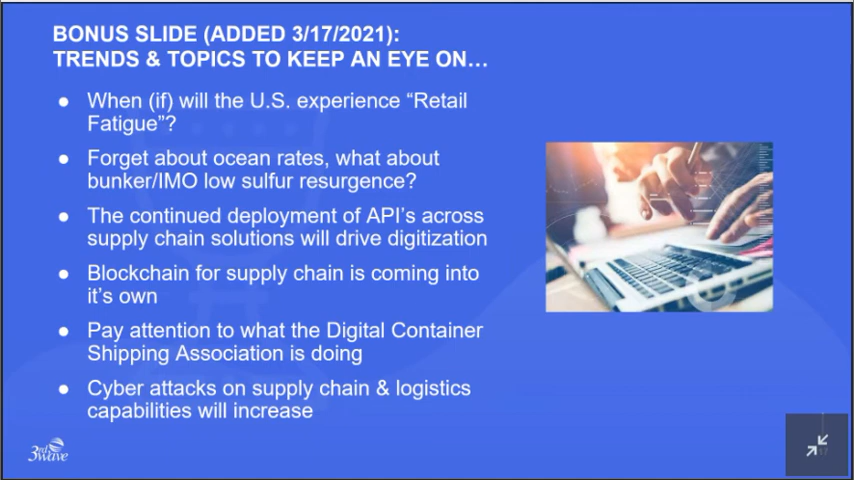 BONUS SLIDE (ADDED 3/17/2021):
TRENDS & TOPICS TO KEEP AN EYE ON…
● When (if) will the U.S. experience “Retail
Fatigue”?
● Forget about ocean rates, what about
bunker/IMO low sulfur resurgence?
● The continued deployment of API’s across
supply chain solutions will drive digitization
● Blockchain for supply chain is coming into
it’s own
● Pay attention to what the Digital Container
Shipping Association is doing
● Cyber attacks on supply chain & logistics
capabilities will increase
3rd wave